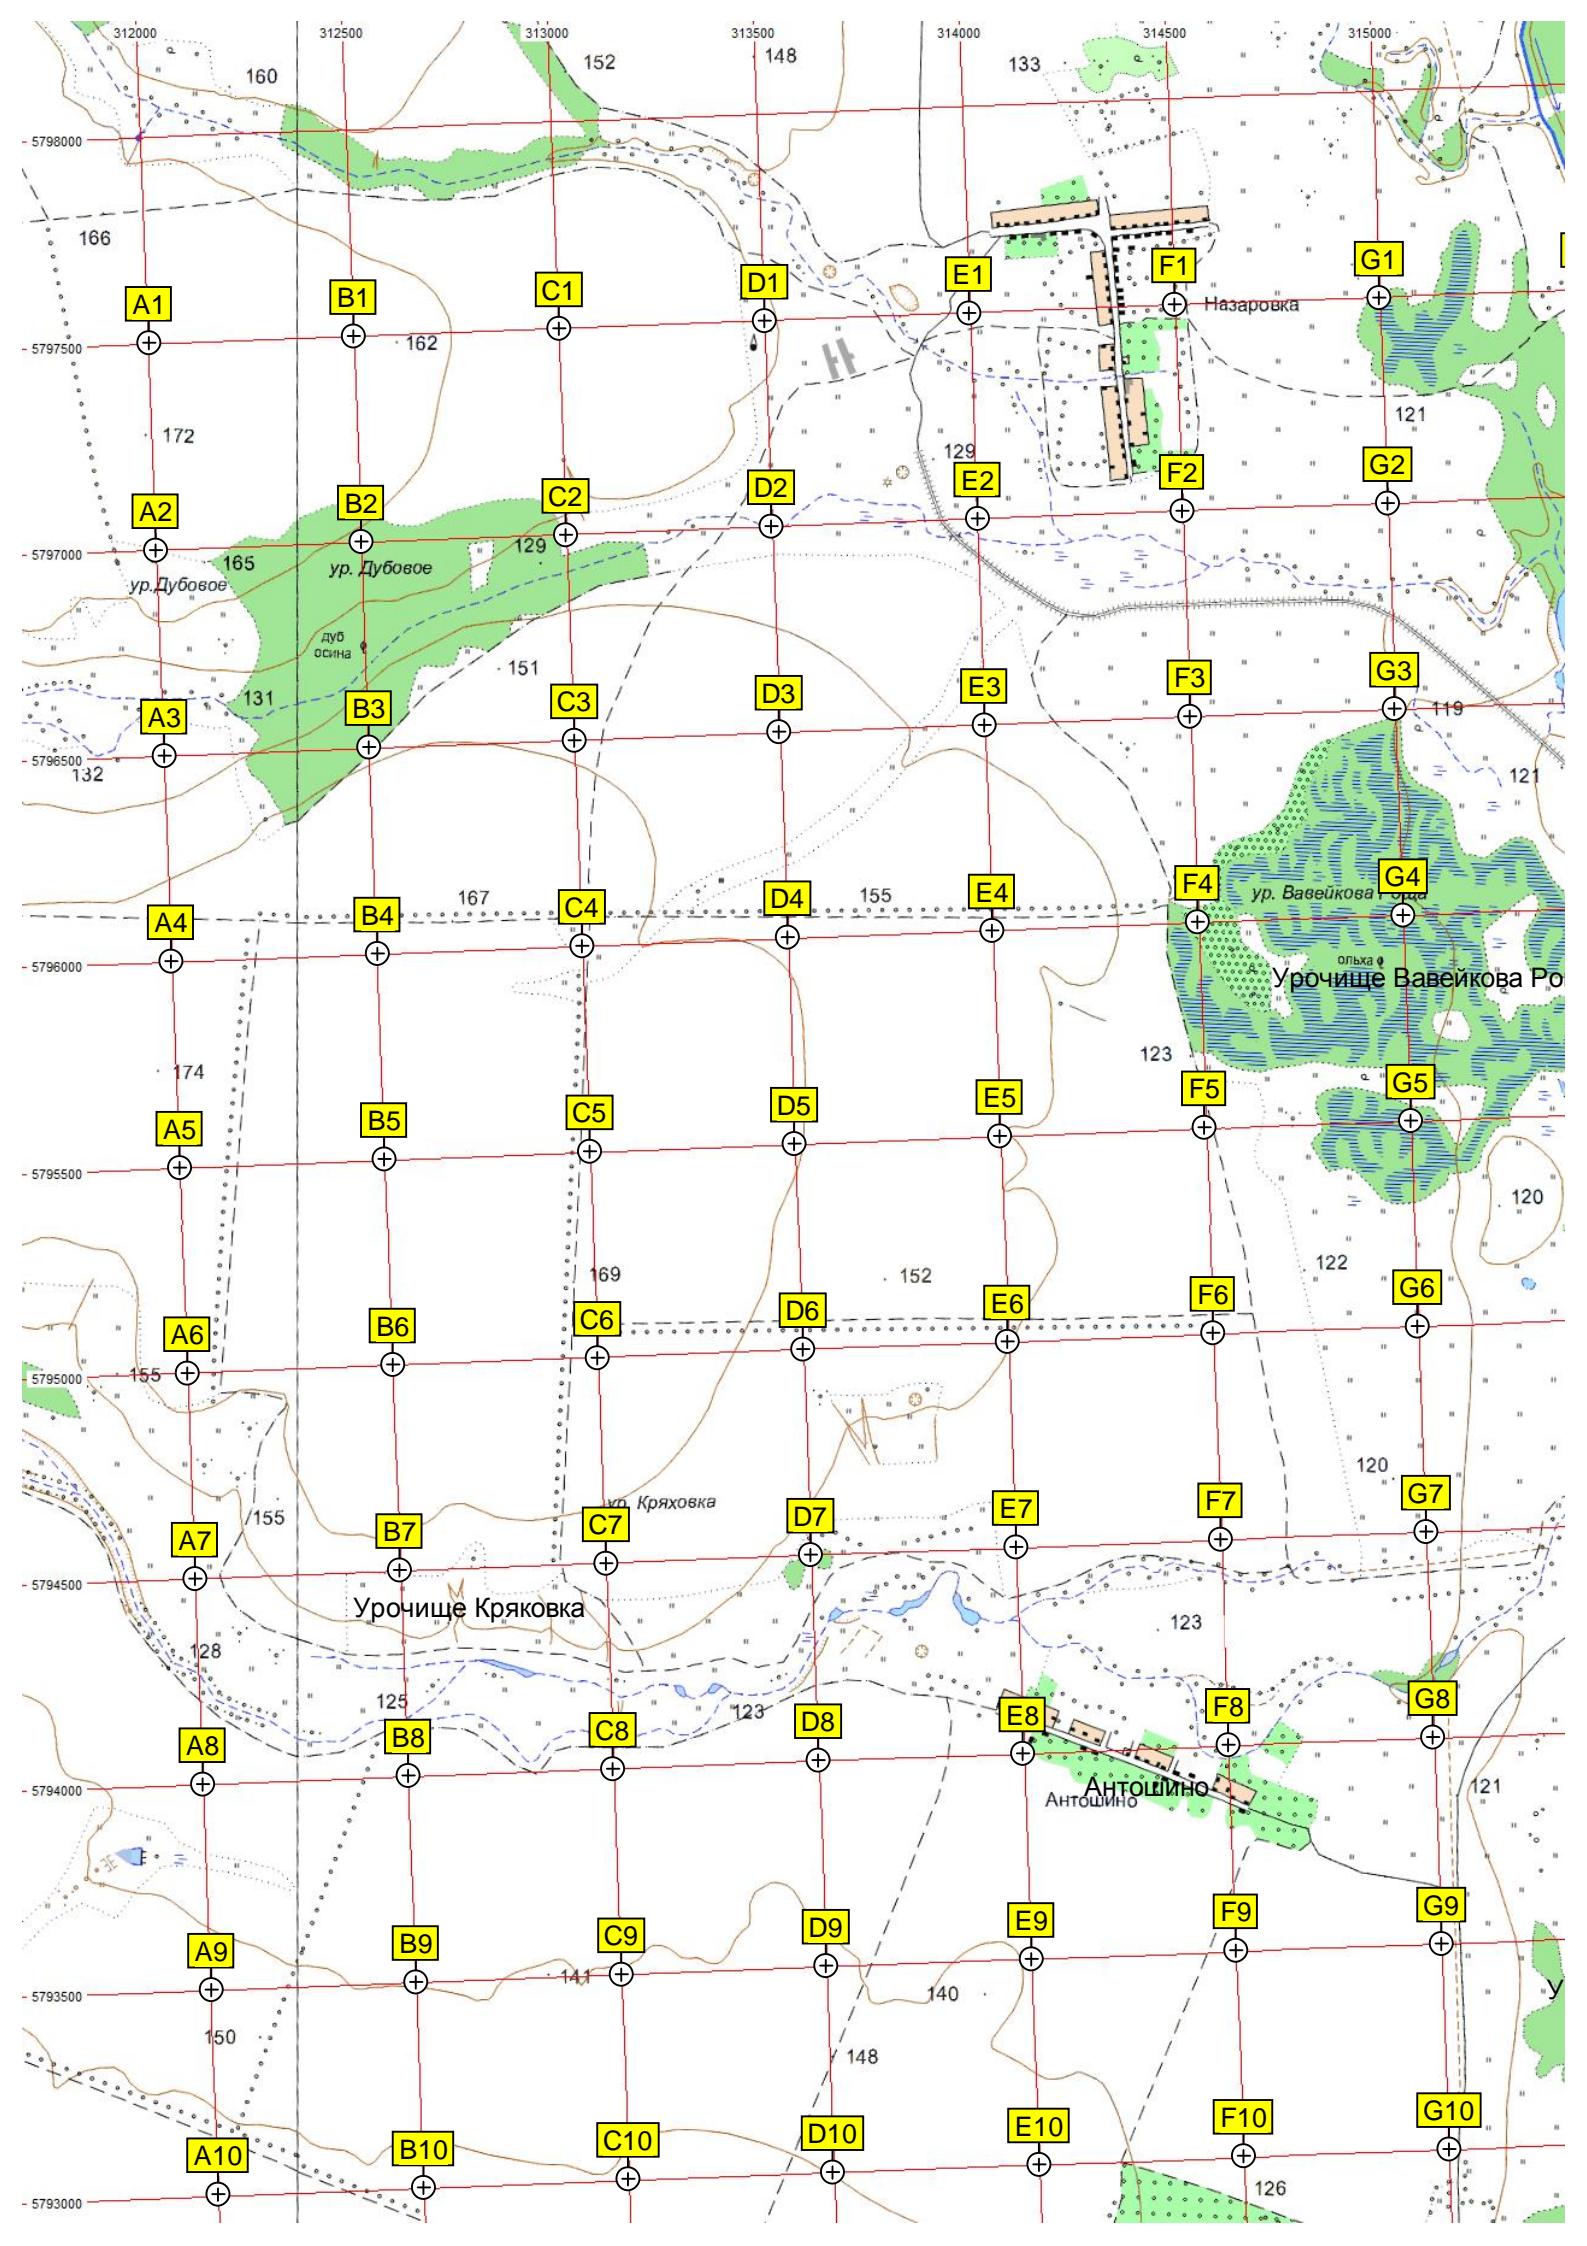 312000 312500 313000 313500 314000 314500 315000
160 152 148 133
5798000
166
A1 B1 C1 D1 E1 F1 G1
Назаровка
5797500
162
172 121
129
A2 B2 C2 D2 E2 F2 G2
5797000
165 129
ур.Дубовое ур. Дубовое
дуб
осина
151
131
A3 B3 C3 D3 E3 F3 G3
119
5796500
132 121
167 155
ур. Вавейкова
A4 B4 C4 D4 E4 F4 G4
5796000
ольха
Урочище Вавейкова Ро
123
174
A5 B5 C5 D5 E5 F5 G5
5795500
120
122
169 152
A6 B6 C6 D6 E6 F6 G6
5795000
155
120
ур. Кряховка
155
A7 B7 C7 D7 E7 F7 G7
5794500
Урочище Кряковка
123
128
125 123
A8 B8 C8 D8 E8 F8 G8
5794000
Антошино
Антошино
121
A9 B9 C9 D9 E9 F9 G9
141
5793500
140
У
150
148
A10 B10 C10 D10 E10 F10 G10
126
5793000